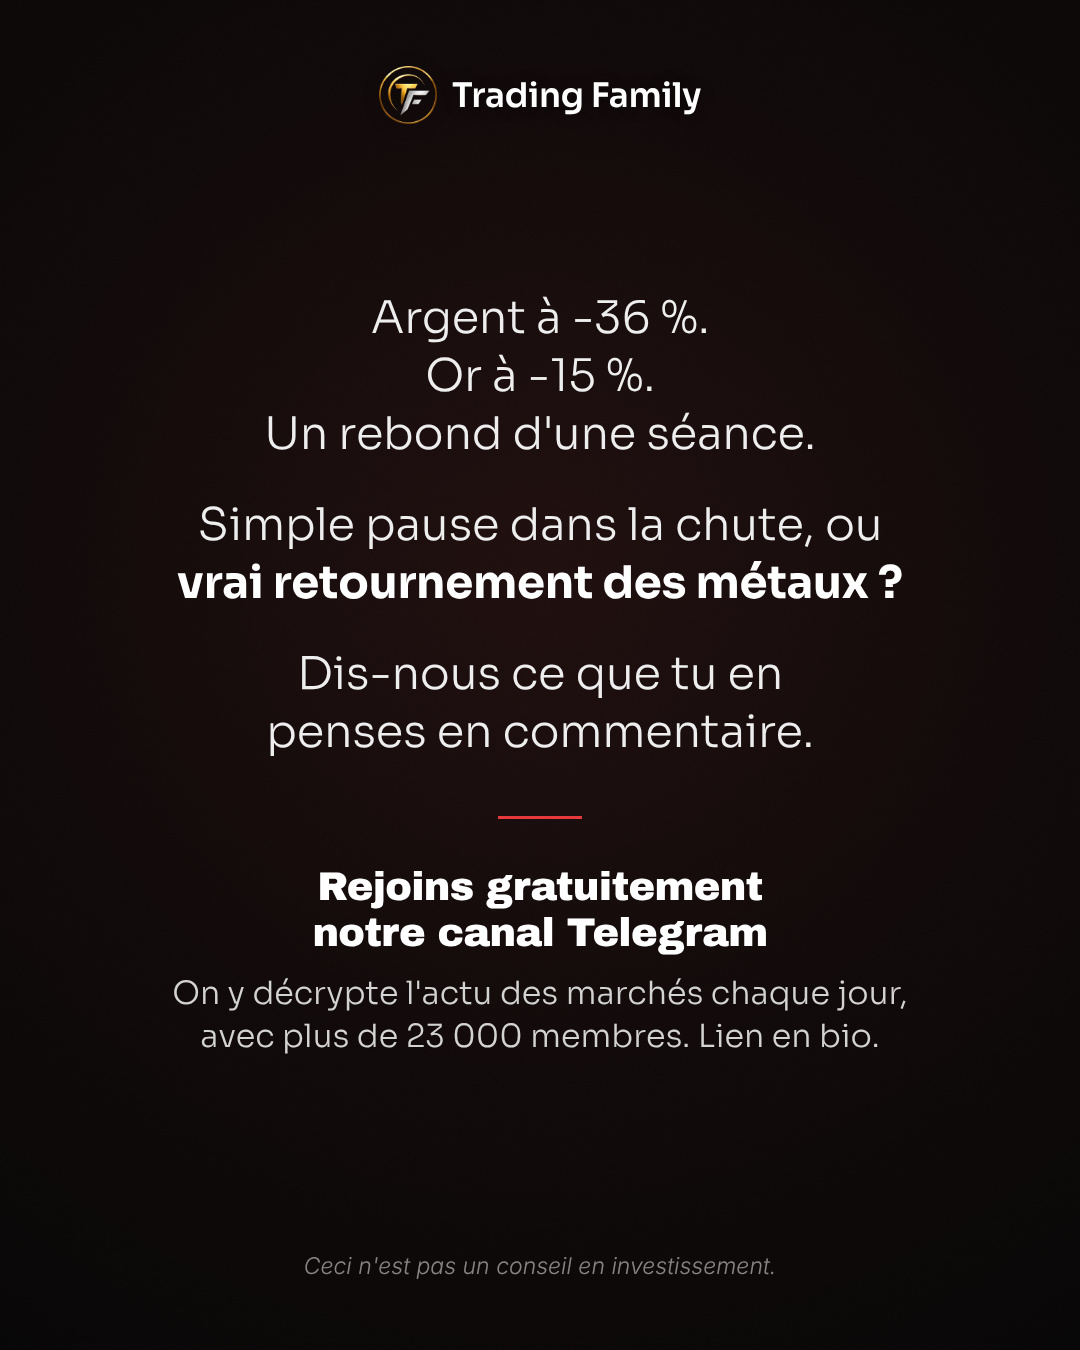 TF Trading Family
Argent à -36 %.
Or à -15 %.
Un rebond d'une séance.
Simple pause dans la chute, ou
vrai retournement des métaux ?
Dis-nous ce que tu en
penses en commentaire.
Rejoins gratuitement
notre canal Telegram
On y décrypte l'actu des marchés chaque jour,
avec plus de 23 000 membres. Lien en bio.
Ceci n'est pas un conseil en investissement.